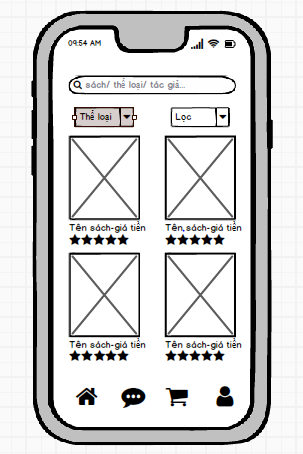 09:54 AM
sách/ thể loại/ tác giả...
Thể loại Lọc
Tên sách-giá tiền Tên sách-giá tiền
Tên sách-giá tiền Tên sách-giá tiền